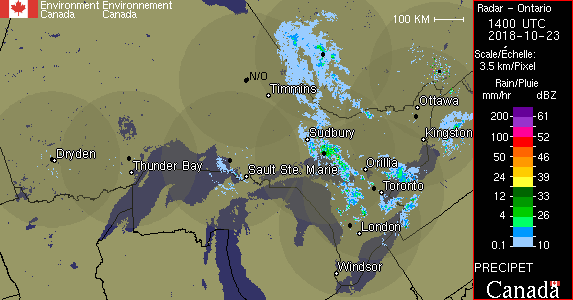 Environment Environnement
Canada Canada
100 KM
N/O
Timmins
Ottawa
Sudbury
Kingston
Dryden
Thunder Bay
Sault Ste. Marie
Orillia
Toronto
London
Windsor
Radar - Ontario
1400 UTC
2018-10-23
Scale/Échelle:
3.5 km/Pixel
Rain/Pluie
mm/hr dBZ
200 61
100 52
50 46
24 39
12 33
4 26
0.1 10
PRECIPET
Canada